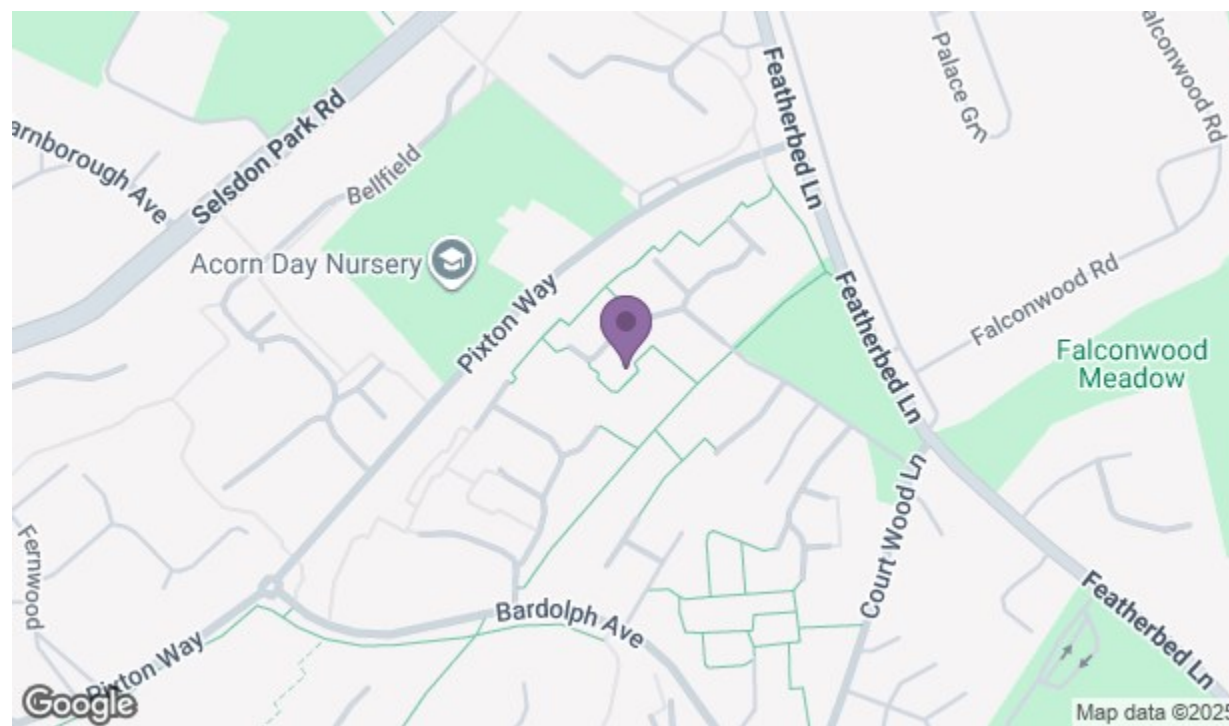 Selsdon Park Rd
arnborough Ave
Bellfield
Acorn Day Nursery
Pixton Way
Featherbed Ln
Palace Grn
alconwood Rd
Falconwood Rd
Featherbed Ln
Falconwood
Meadow
Court Wood Ln
Fernwood
Bardolph Ave
Pixton Way
Featherbed Ln
Google
Map data ©2025